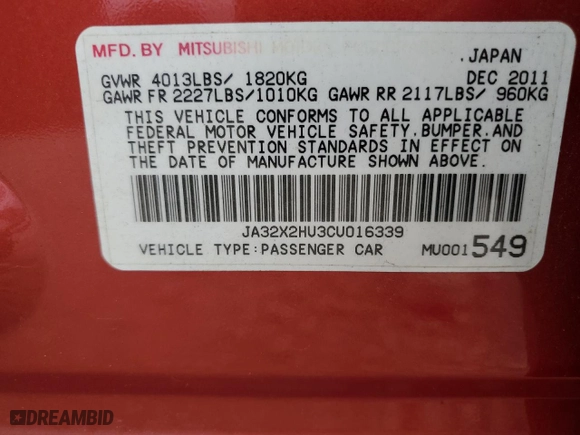 MFD. BY MITSUBISHI MOTORS
. JAPAN
GVWR 4013LBS/ 1820KG DEC 2011
GAWR FR 2227LBS/1010KG GAWR RR 2117LBS/ 960KG
THIS VEHICLE CONFORMS TO ALL APPLICABLE
FEDERAL MOTOR VEHICLE SAFETY, BUMPER, AND
THEFT PREVENTION STANDARDS IN EFFECT ON
THE DATE OF MANUFACTURE SHOWN ABOVE.
JA32X2HU3CU016339
VEHICLE TYPE:PASSENGER CAR MU001549
DREAMBID